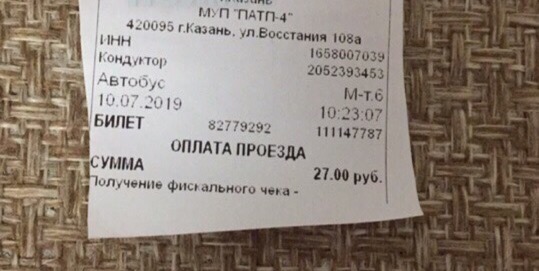 МУП "ПАТП-4"
420095 г.Казань, ул.Восстания 108а
ИНН 1658007039
Кондуктор 2052393453
Автобус М-т.6
10.07.2019 10:23:07
БИЛЕТ 82779292 111147787
ОПЛАТА ПРОЕЗДА
СУММА 27.00 руб.
Получение фискального чека -